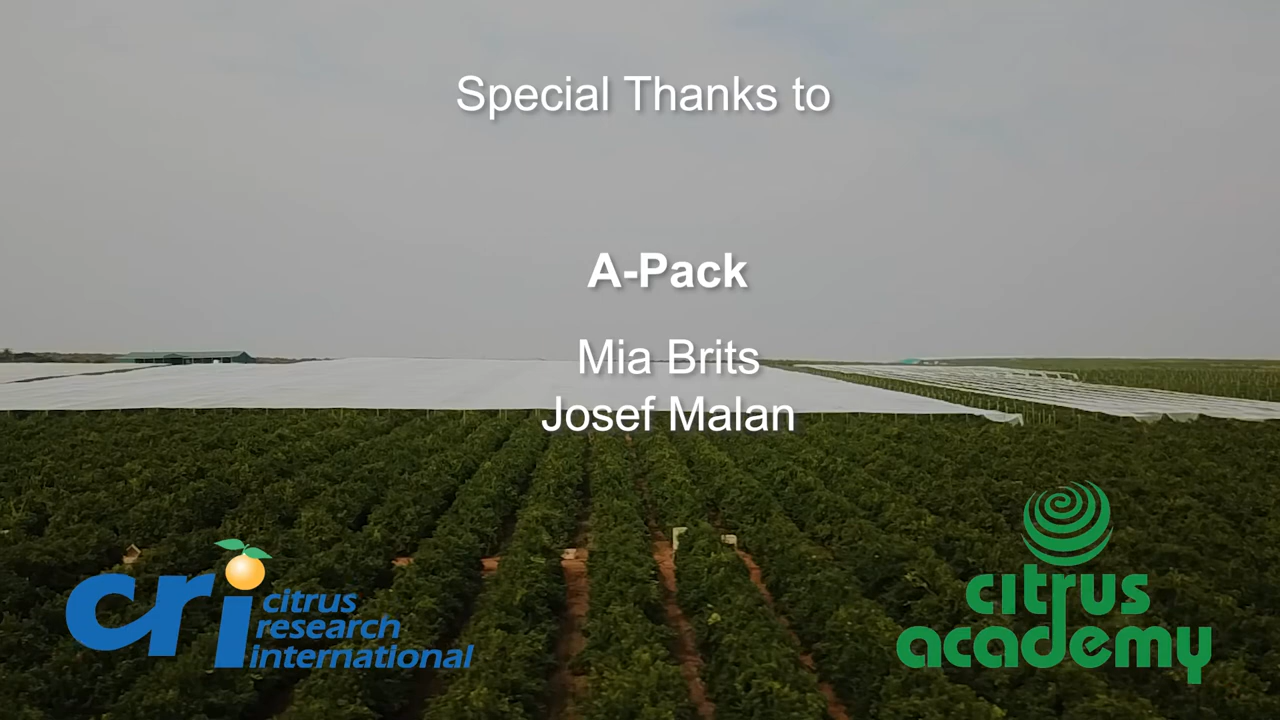 Special Thanks to
A-Pack
Mia Brits
Josef Malan
cri citrus
research
international
citrus
academy